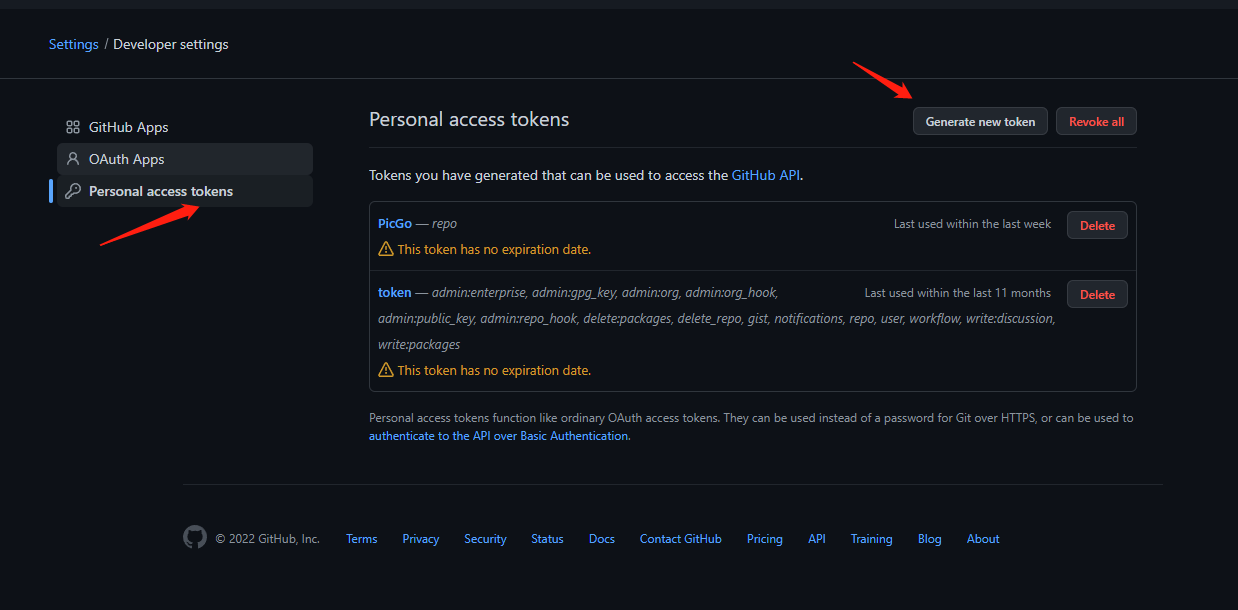 Settings / Developer settings
GitHub Apps
OAuth Apps
Personal access tokens
Personal access tokens
Generate new token
Revoke all
Tokens you have generated that can be used to access the GitHub API.
PicGo — repo
Last used within the last week
Delete
This token has no expiration date.
token — admin:enterprise, admin:gpg_key, admin:org, admin:org_hook,
Last used within the last 11 months
Delete
admin:public_key, admin:repo_hook, delete:packages, delete_repo, gist, notifications, repo, user, workflow, write:discussion,
write:packages
This token has no expiration date.
Personal access tokens function like ordinary OAuth access tokens. They can be used instead of a password for Git over HTTPS, or can be used to
authenticate to the API over Basic Authentication.
© 2022 GitHub, Inc.
Terms
Privacy
Security
Status
Docs
Contact GitHub
Pricing
API
Training
Blog
About